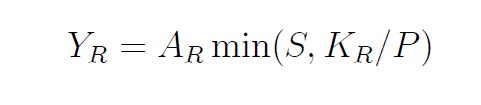 Y_R = A_R min(S, K_R/P)